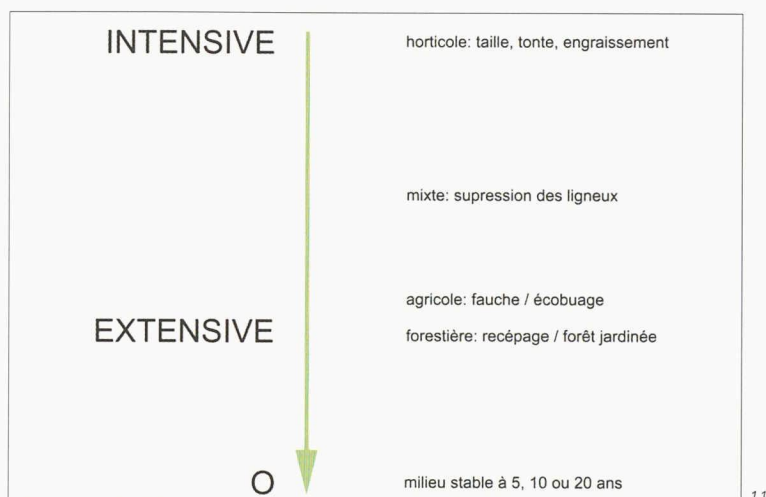 INTENSIVE horticole: taille, tonte, engraissement
mixte: supression des ligneux
agricole: fauche / écobuage
EXTENSIVE forestière: recépage / forêt jardinée
O milieu stable à 5, 10 ou 20 ans